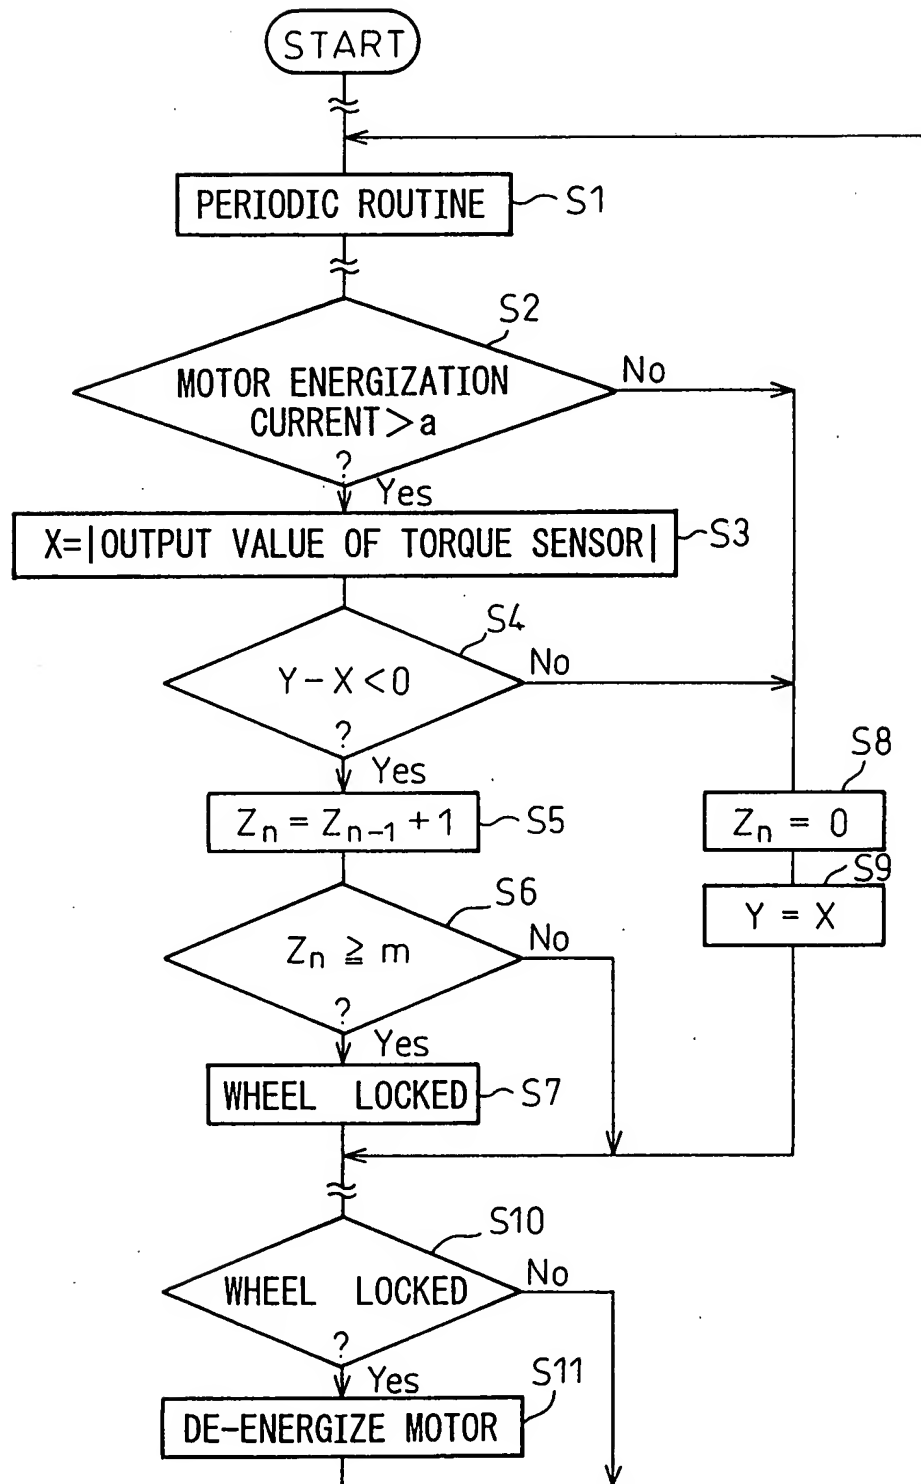 START
PERIODIC ROUTINE
S1
S2
MOTOR ENERGIZATION
CURRENT>a
?
No
Yes
X=|OUTPUT VALUE OF TORQUE SENSOR|
S3
S4
Y-X<0
?
No
Yes
Zn = Zn-1 +1
S5
S8
Zn = 0
S9
Y = X
S6
Zn ≧ m
?
No
Yes
WHEEL LOCKED
S7
S10
WHEEL LOCKED
?
No
Yes
S11
DE-ENERGIZE MOTOR